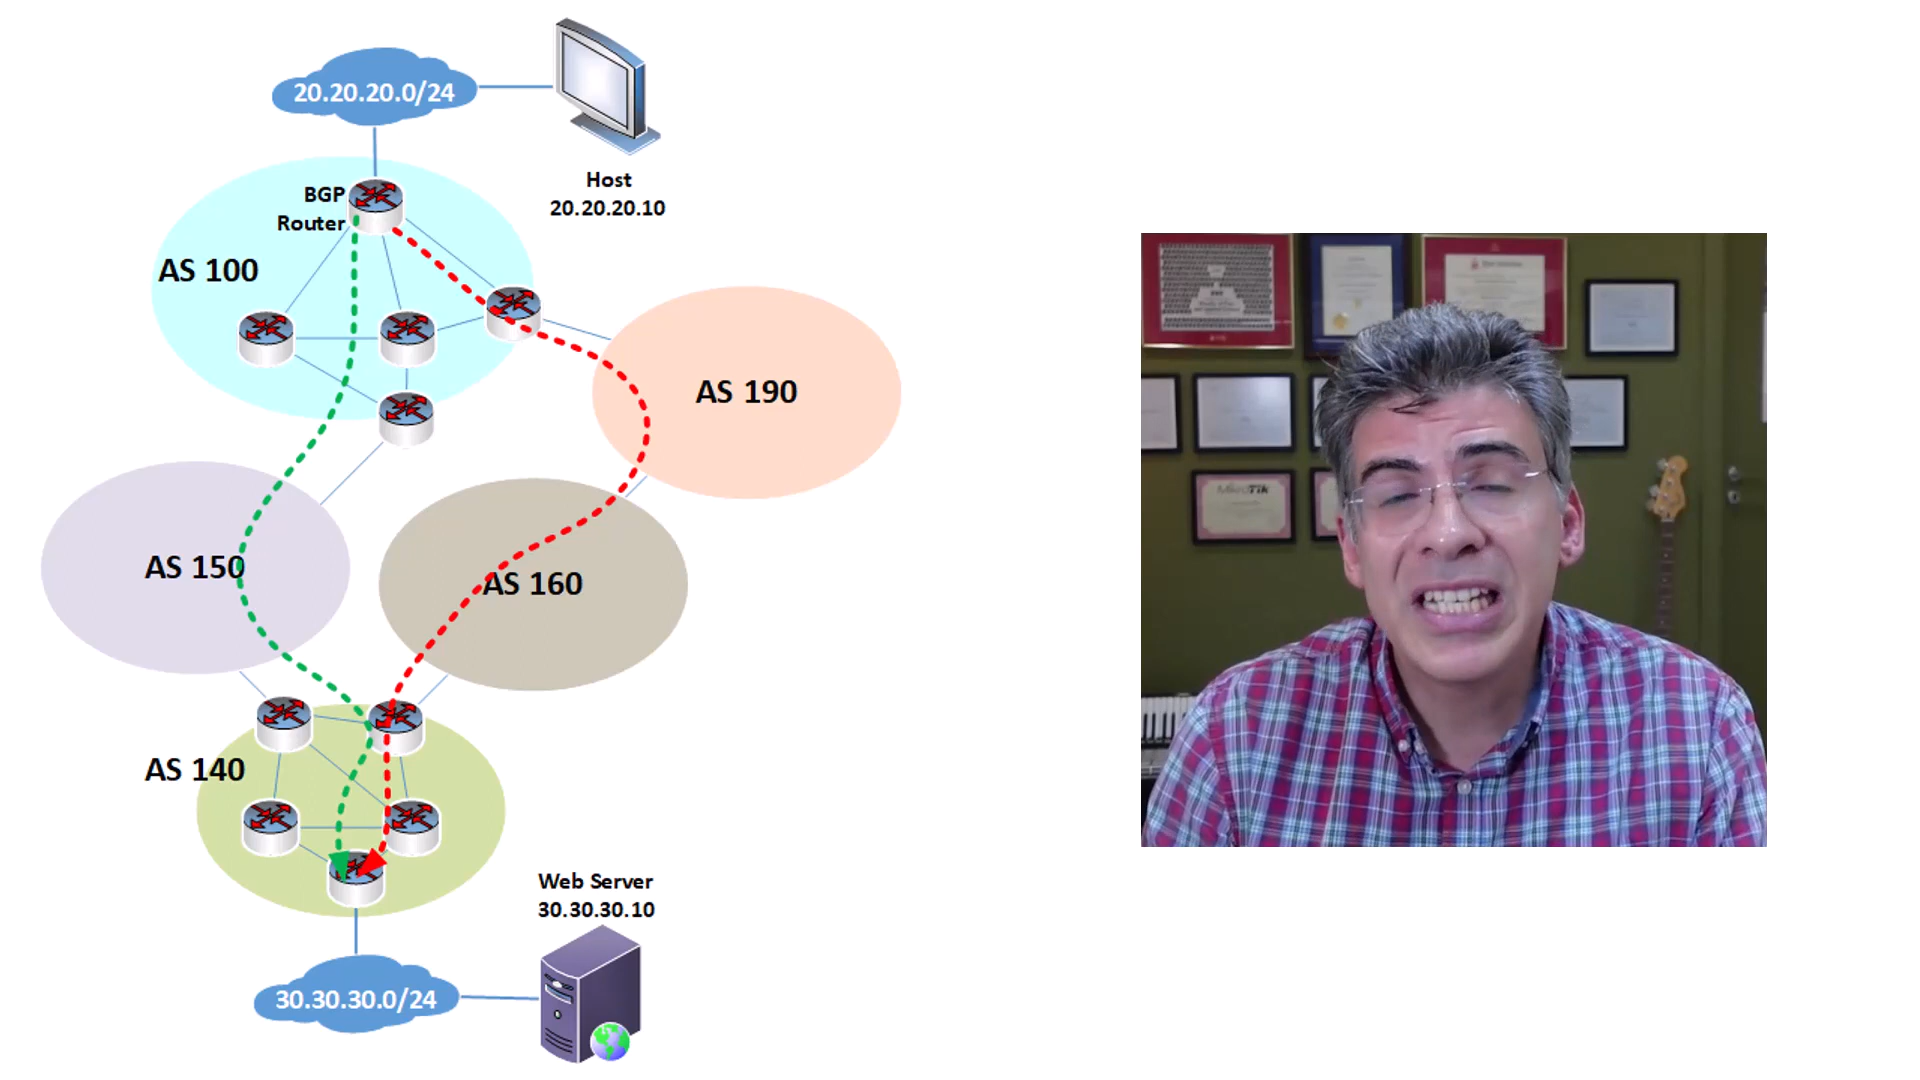 20.20.20.0/24
Host
20.20.20.10
BGP
Router
AS 100
AS 190
AS 150
AS 160
AS 140
Web Server
30.30.30.10
30.30.30.0/24
MikroTik